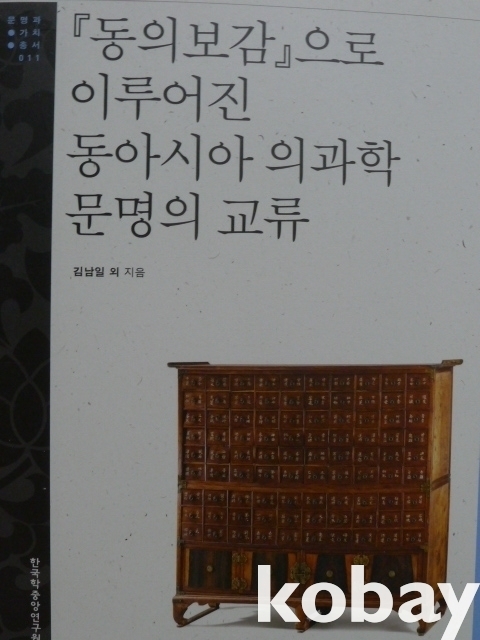 문명과
●가치
●총서
011
『동의보감』으로
이루어진
동아시아 의과학
문명의 교류
김남일 외 지음
한국학중앙연구원
kobay